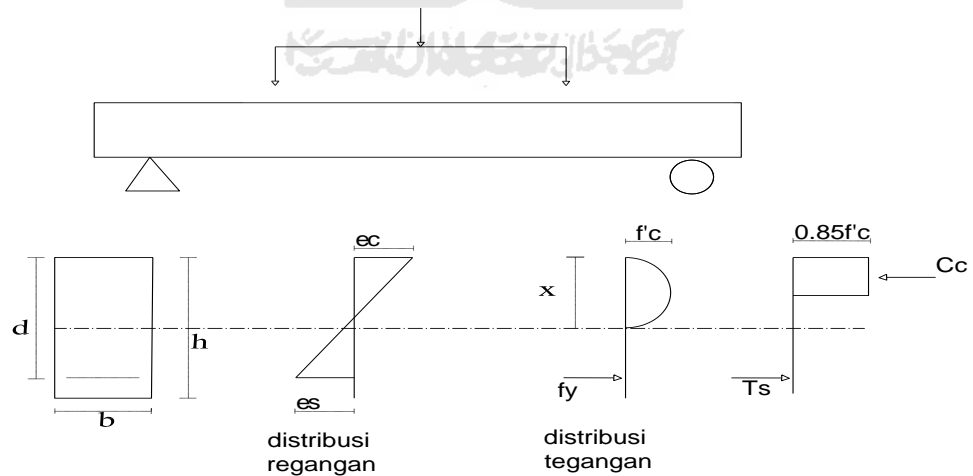 ec
f'c
0.85f'c
Cc
x
d
h
fy
Ts
es
b
distribusi
regangan
distribusi
tegangan